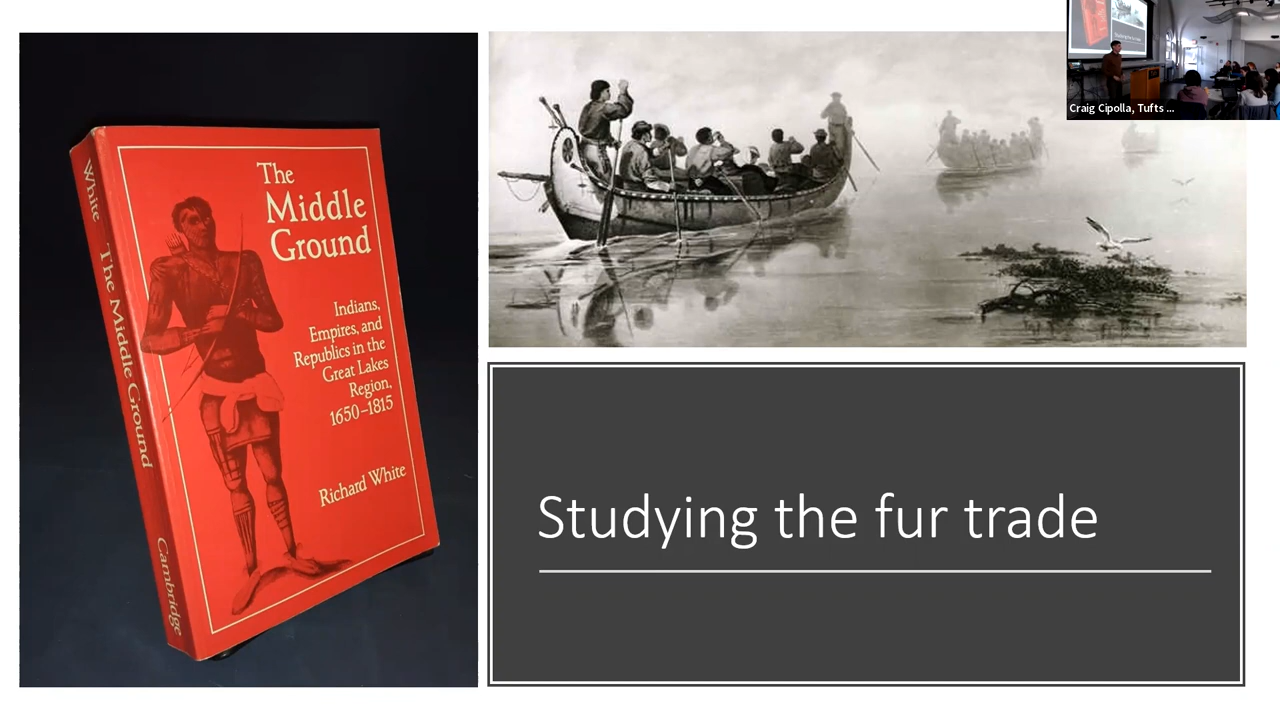 The
Middle
Ground
Indians,
Empires, and
Republics in the
Great Lakes
Region,
1650–1815
Richard White
White The Middle Ground Cambridge
Craig Cipolla, Tufts ...
Studying the fur trade